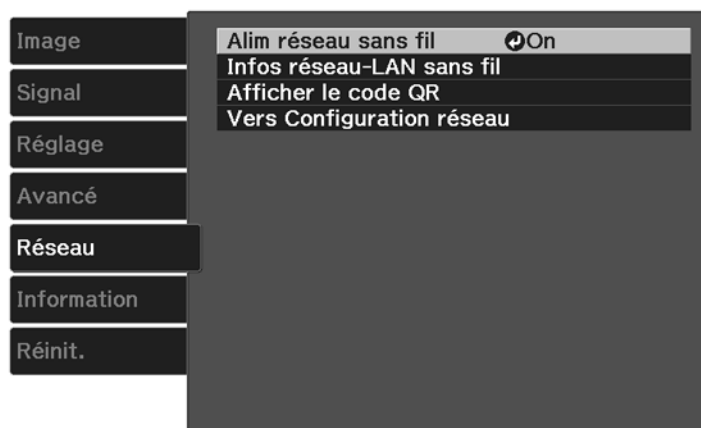 Image
Signal
Réglage
Avancé
Réseau
Information
Réinit.
Alim réseau sans fil On
Infos réseau-LAN sans fil
Afficher le code QR
Vers Configuration réseau